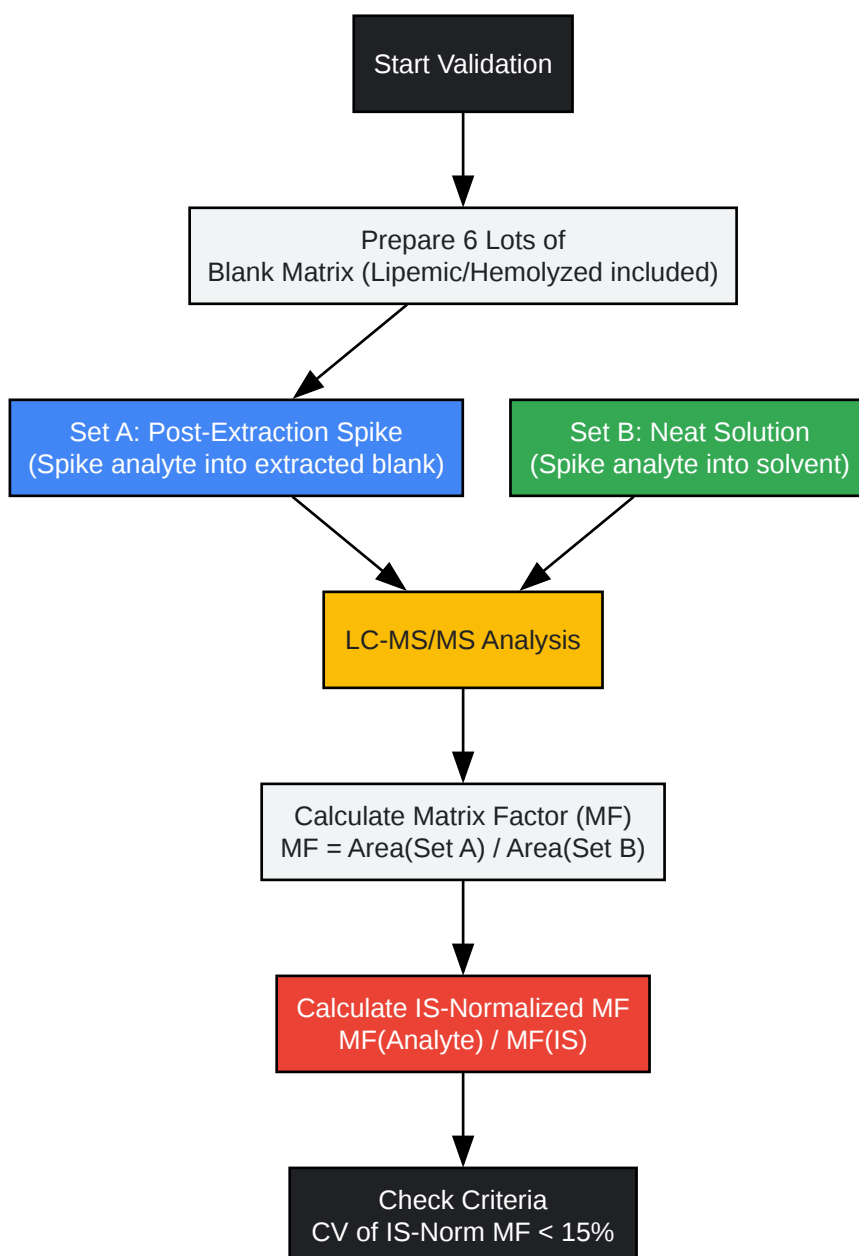 Start Validation
Prepare 6 Lots of
Blank Matrix (Lipemic/Hemolyzed included)
Set A: Post-Extraction Spike
(Spike analyte into extracted blank)
Set B: Neat Solution
(Spike analyte into solvent)
LC-MS/MS Analysis
Calculate Matrix Factor (MF)
MF = Area(Set A) / Area(Set B)
Calculate IS-Normalized MF
MF(Analyte) / MF(IS)
Check Criteria
CV of IS-Norm MF < 15%